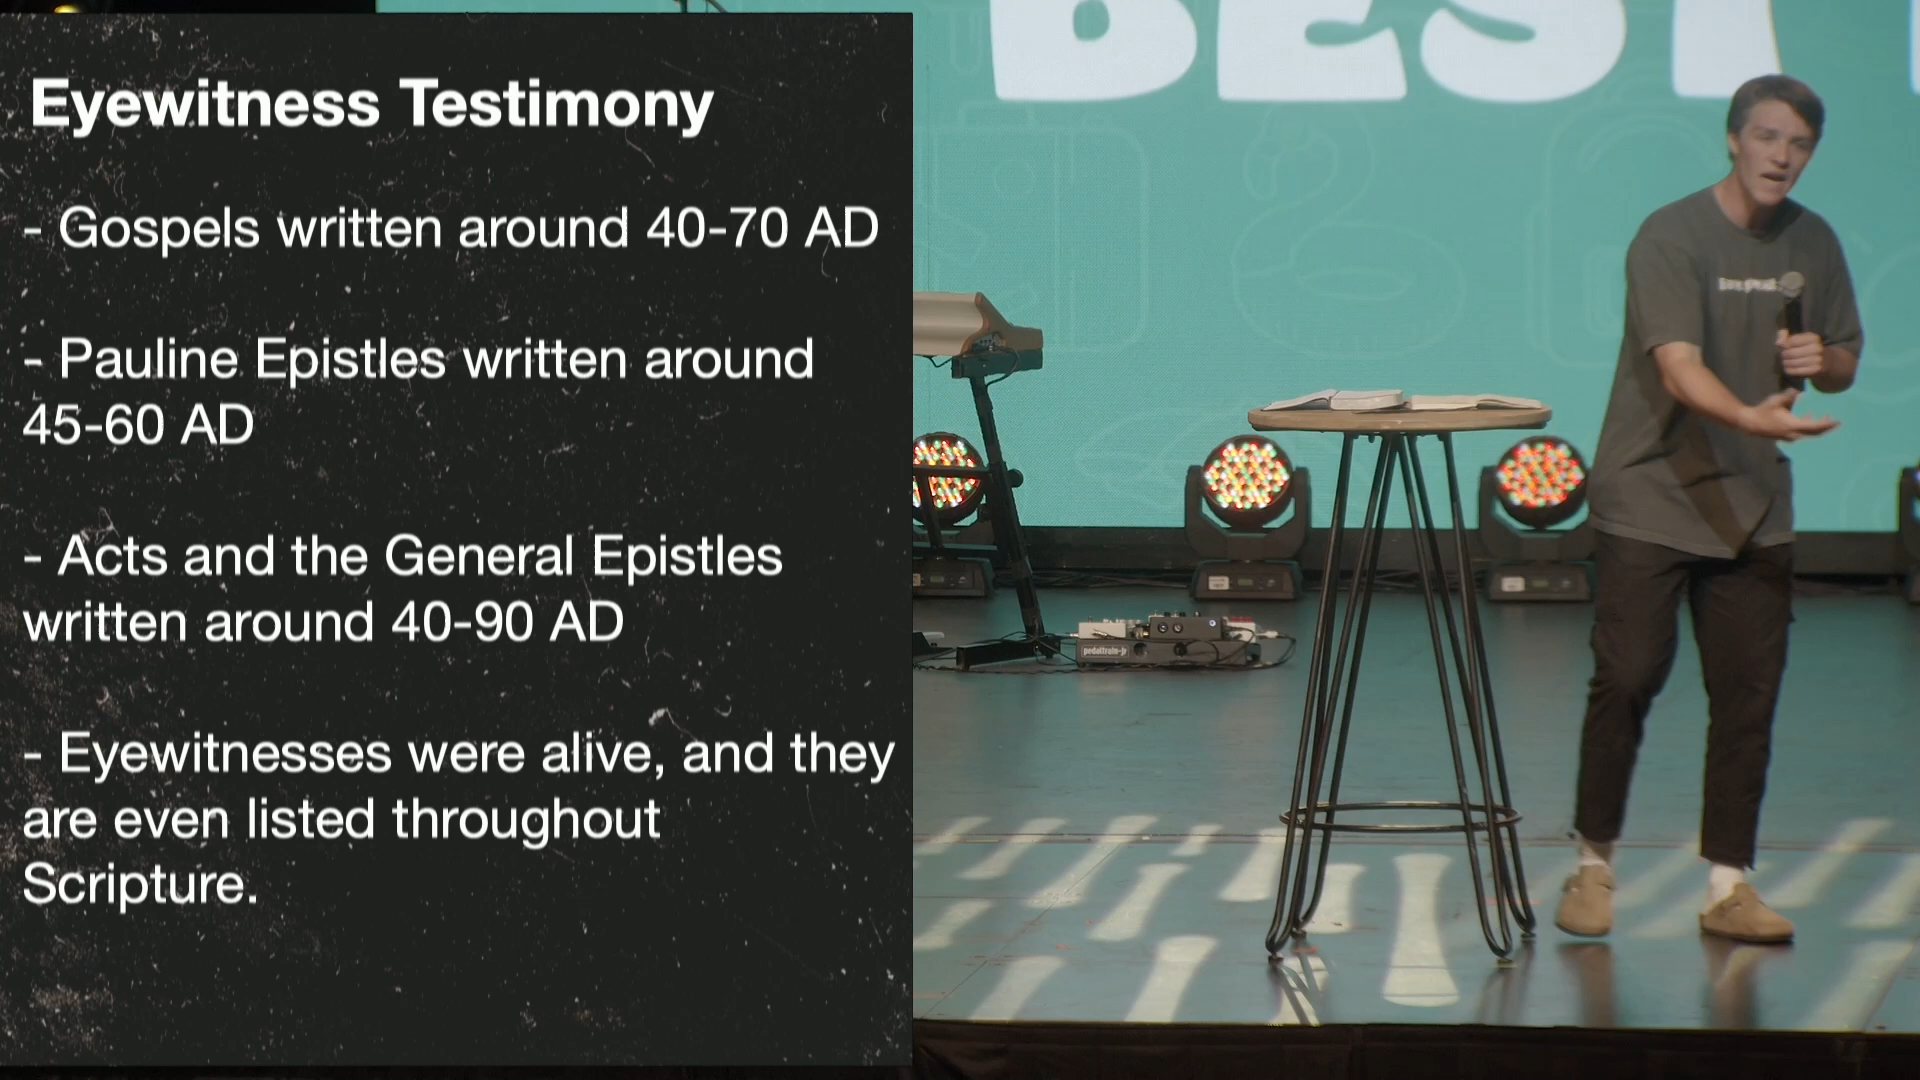 BEST
Eyewitness Testimony
- Gospels written around 40-70 AD
- Pauline Epistles written around
45-60 AD
- Acts and the General Epistles
written around 40-90 AD
- Eyewitnesses were alive, and they
are even listed throughout
Scripture.
pedaltrain-jr